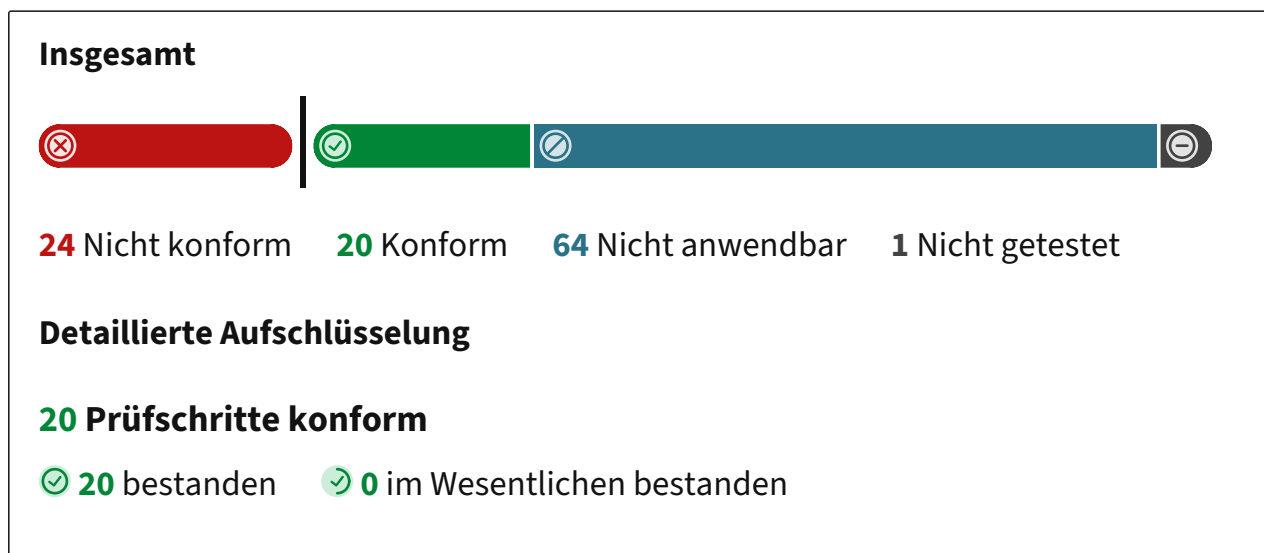 Insgesamt
24 Nicht konform 20 Konform 64 Nicht anwendbar 1 Nicht getestet
Detaillierte Aufschlüsselung
20 Prüfschritte konform
20 bestanden 0 im Wesentlichen bestanden